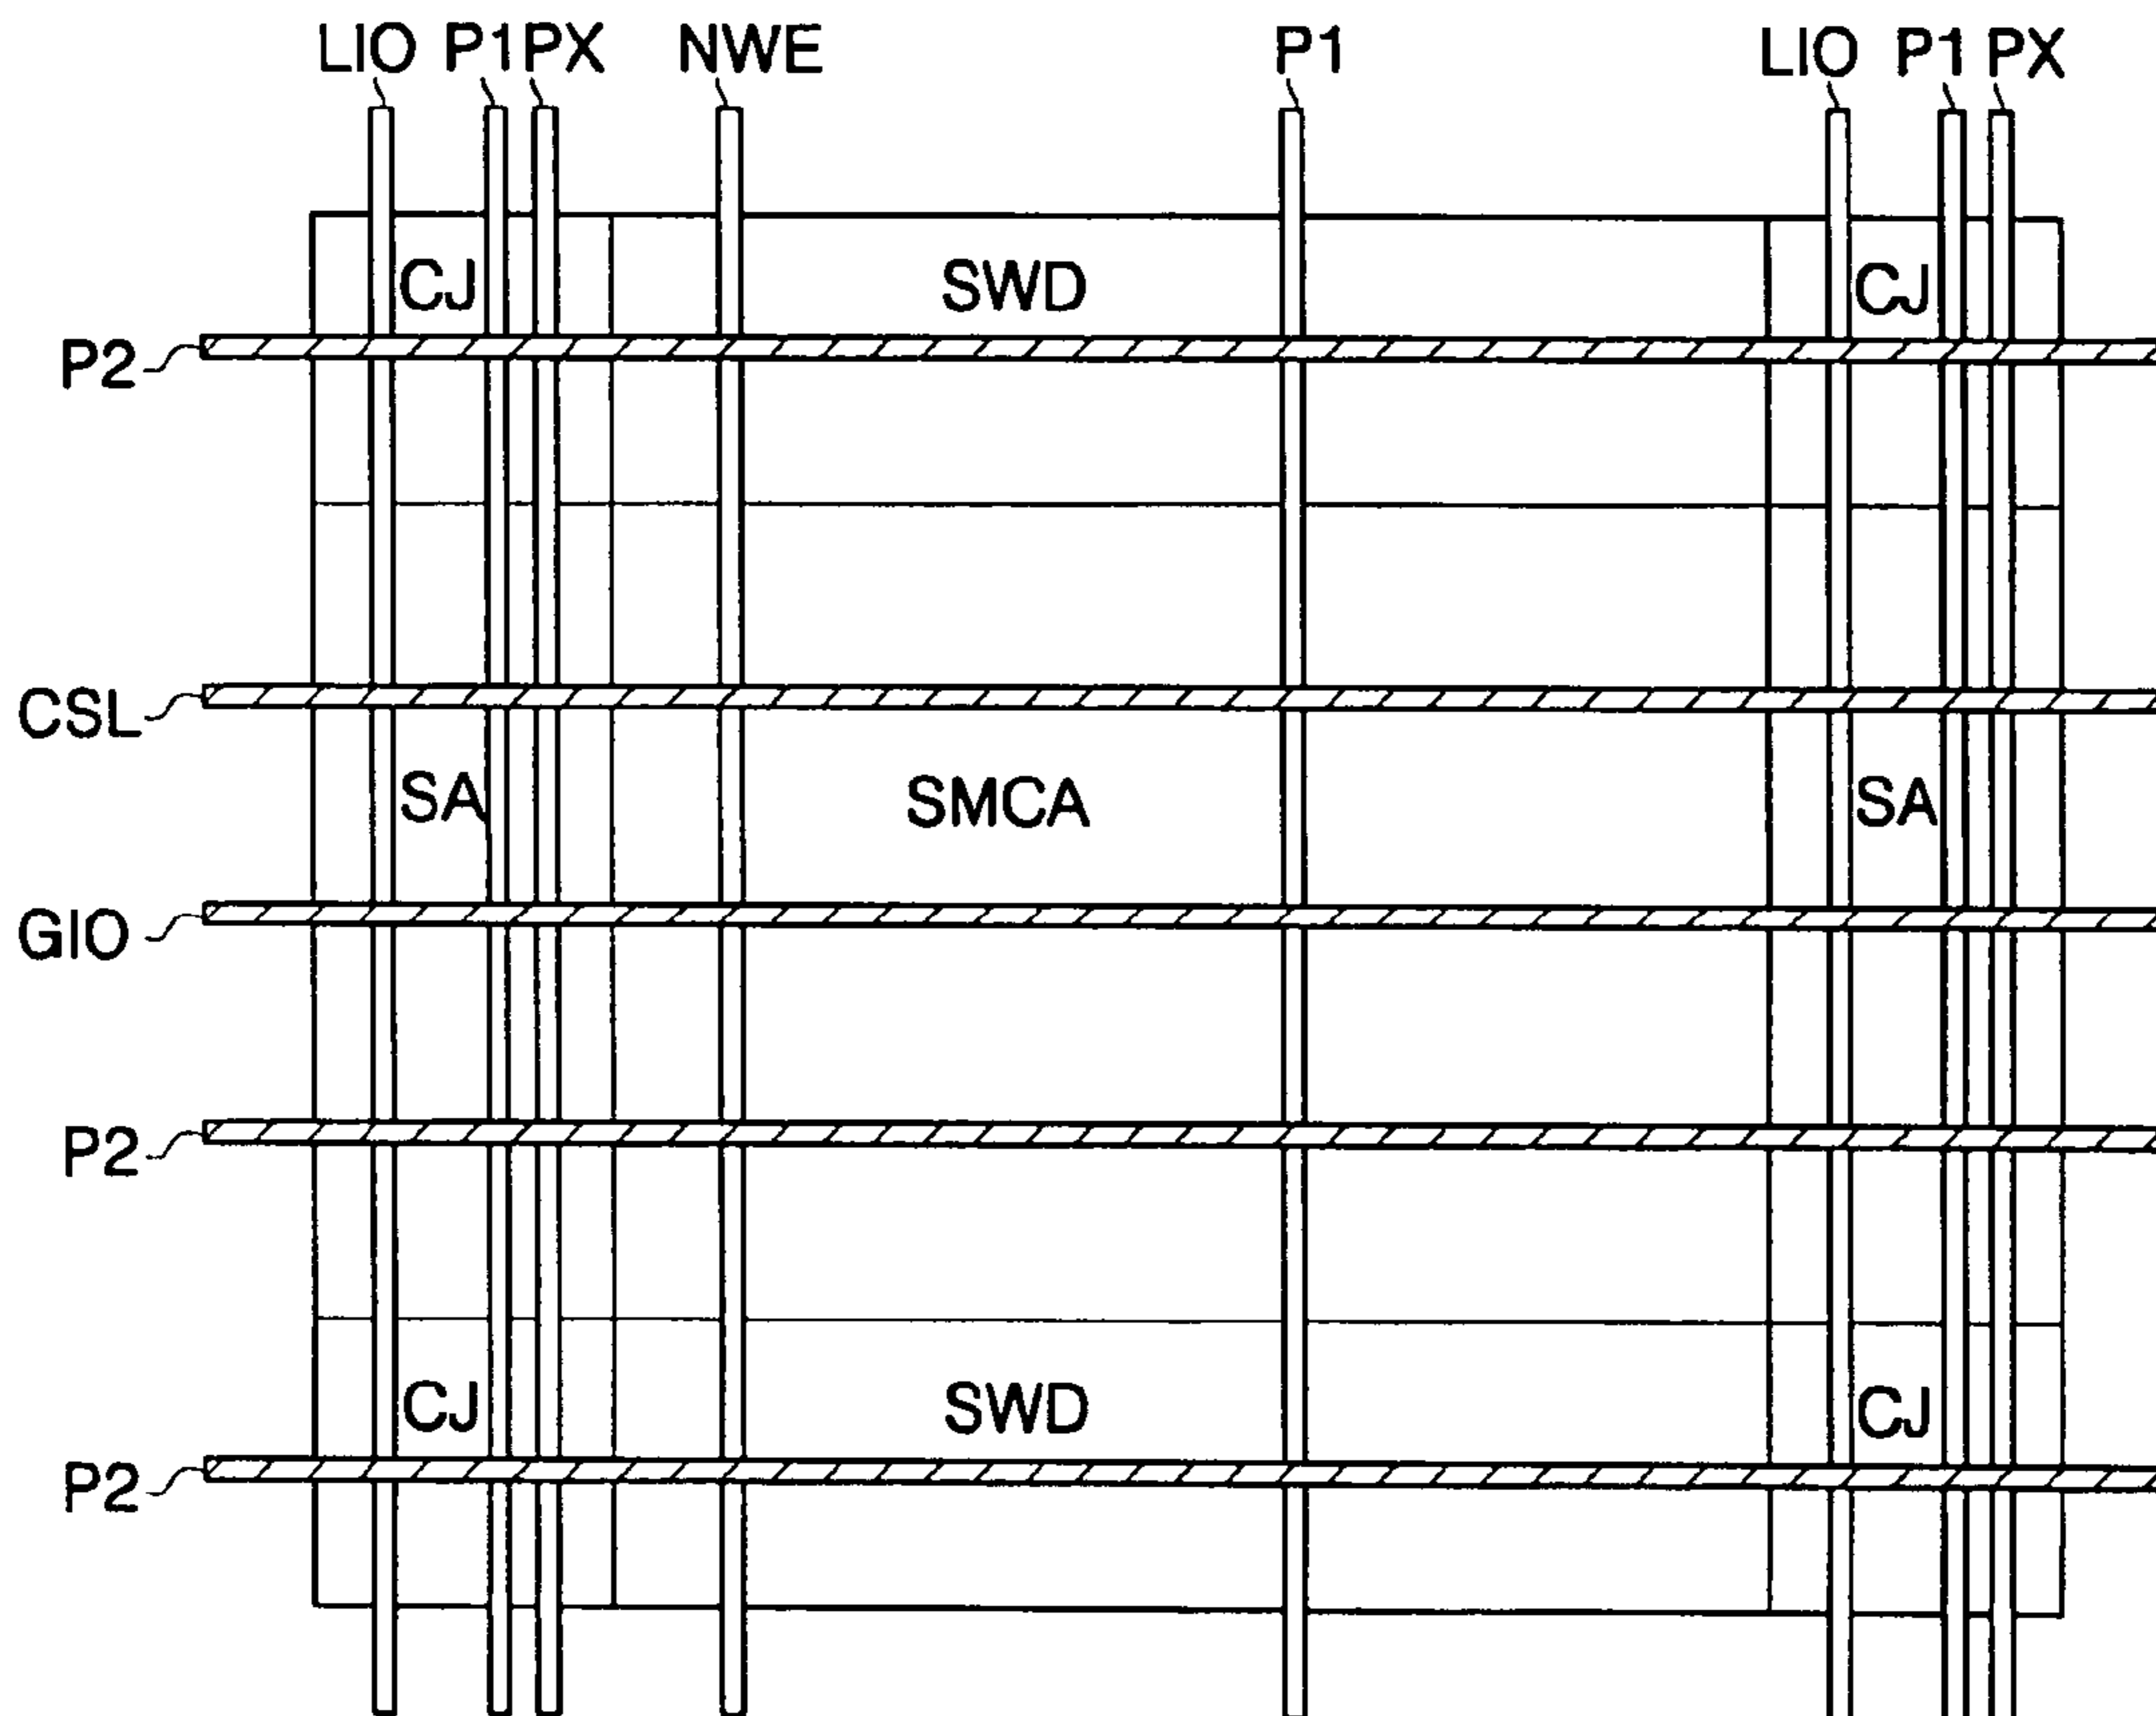 LIO P1 PX NWE P1 LIO P1 PX
CJ SWD CJ
P2
CSL
SA SMCA SA
GIO
P2
CJ SWD CJ
P2